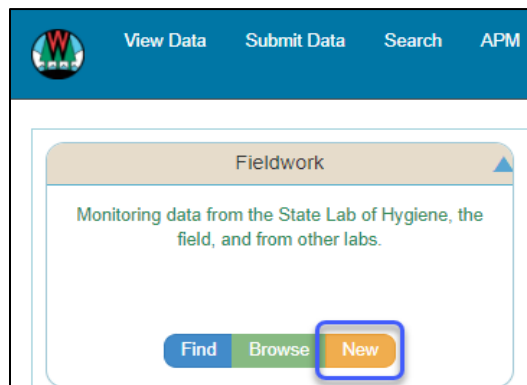 View Data Submit Data Search APM
Fieldwork
Monitoring data from the State Lab of Hygiene, the
field, and from other labs.
Find Browse New